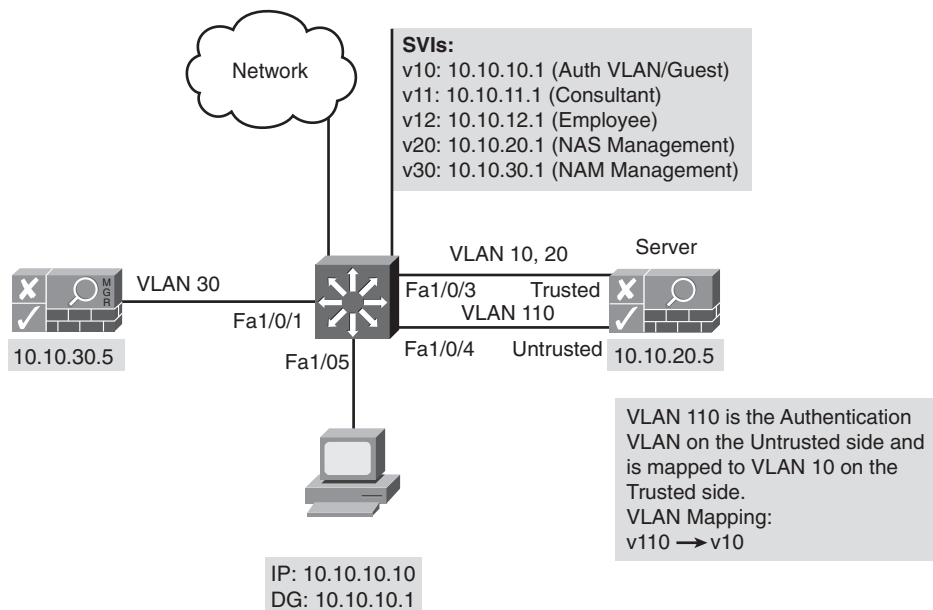 Network
SVIs:
v10: 10.10.10.1 (Auth VLAN/Guest)
v11: 10.10.11.1 (Consultant)
v12: 10.10.12.1 (Employee)
v20: 10.10.20.1 (NAS Management)
v30: 10.10.30.1 (NAM Management)
Server
VLAN 10, 20
VLAN 30
MGR
Fa1/0/3
Trusted
VLAN 110
Fa1/0/1
Fa1/0/4
Untrusted
10.10.30.5
Fa1/05
10.10.20.5
VLAN 110 is the Authentication
VLAN on the Untrusted side and
is mapped to VLAN 10 on the
Trusted side.
VLAN Mapping:
v110 → v10
IP: 10.10.10.10
DG: 10.10.10.1